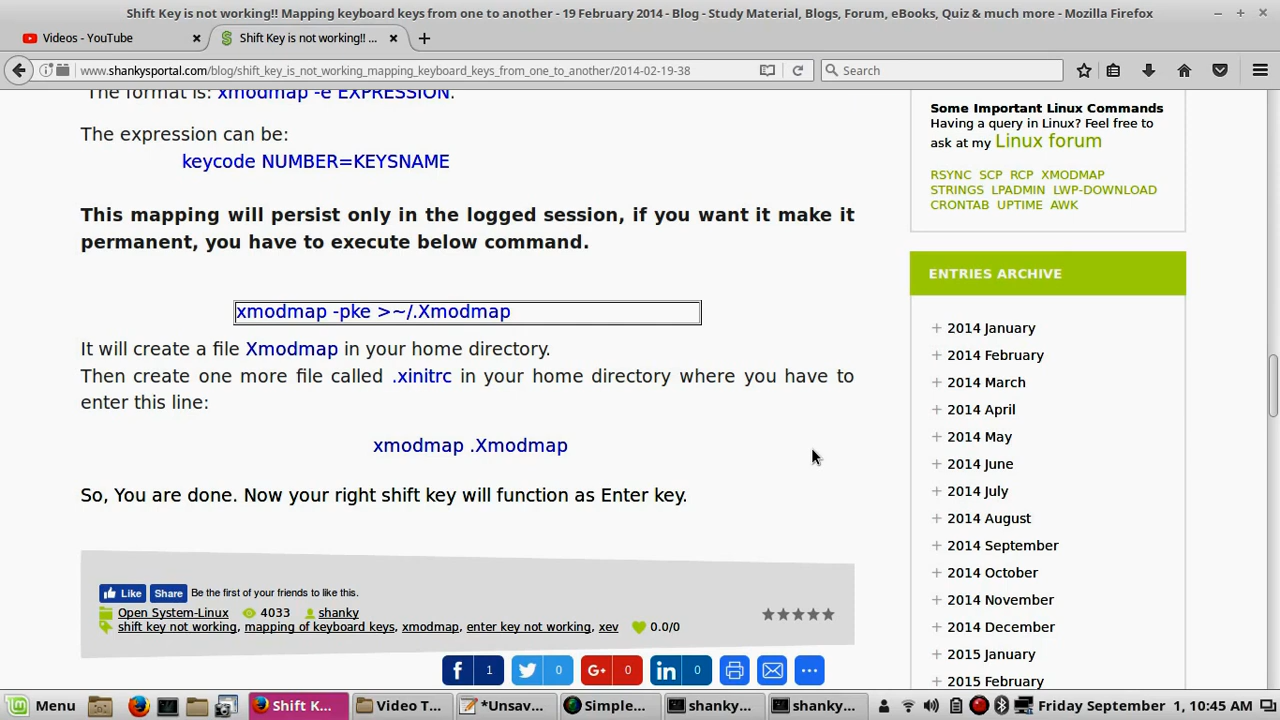 Shift Key is not working!! Mapping keyboard keys from one to another - 19 February 2014 - Blog - Study Material, Blogs, Forum, eBooks, Quiz & much more - Mozilla Firefox
Videos - YouTube
Shift Key is not working!! ...
www.shankysportal.com/blog/shift_key_is_not_working_mapping_keyboard_keys_from_one_to_another/2014-02-19-38
Search
The format is: xmodmap -e EXPRESSION.
The expression can be:
keycode NUMBER=KEYSNAME
This mapping will persist only in the logged session, if you want it make it
permanent, you have to execute below command.
xmodmap -pke >~/.Xmodmap
It will create a file Xmodmap in your home directory.
Then create one more file called .xinitrc in your home directory where you have to
enter this line:
xmodmap .Xmodmap
So, You are done. Now your right shift key will function as Enter key.
Like Share Be the first of your friends to like this.
Open System-Linux 4033 shanky
shift key not working, mapping of keyboard keys, xmodmap, enter key not working, xev 0.0/0
1 0 0 0
Some Important Linux Commands
Having a query in Linux? Feel free to
ask at my Linux forum
RSYNC SCP RCP XMODMAP
STRINGS LPADMIN LWP-DOWNLOAD
CRONTAB UPTIME AWK
ENTRIES ARCHIVE
2014 January
2014 February
2014 March
2014 April
2014 May
2014 June
2014 July
2014 August
2014 September
2014 October
2014 November
2014 December
2015 January
2015 February
Menu Shift K... Video T... *Unsav... Simple... shanky... shanky... Friday September 1, 10:45 AM